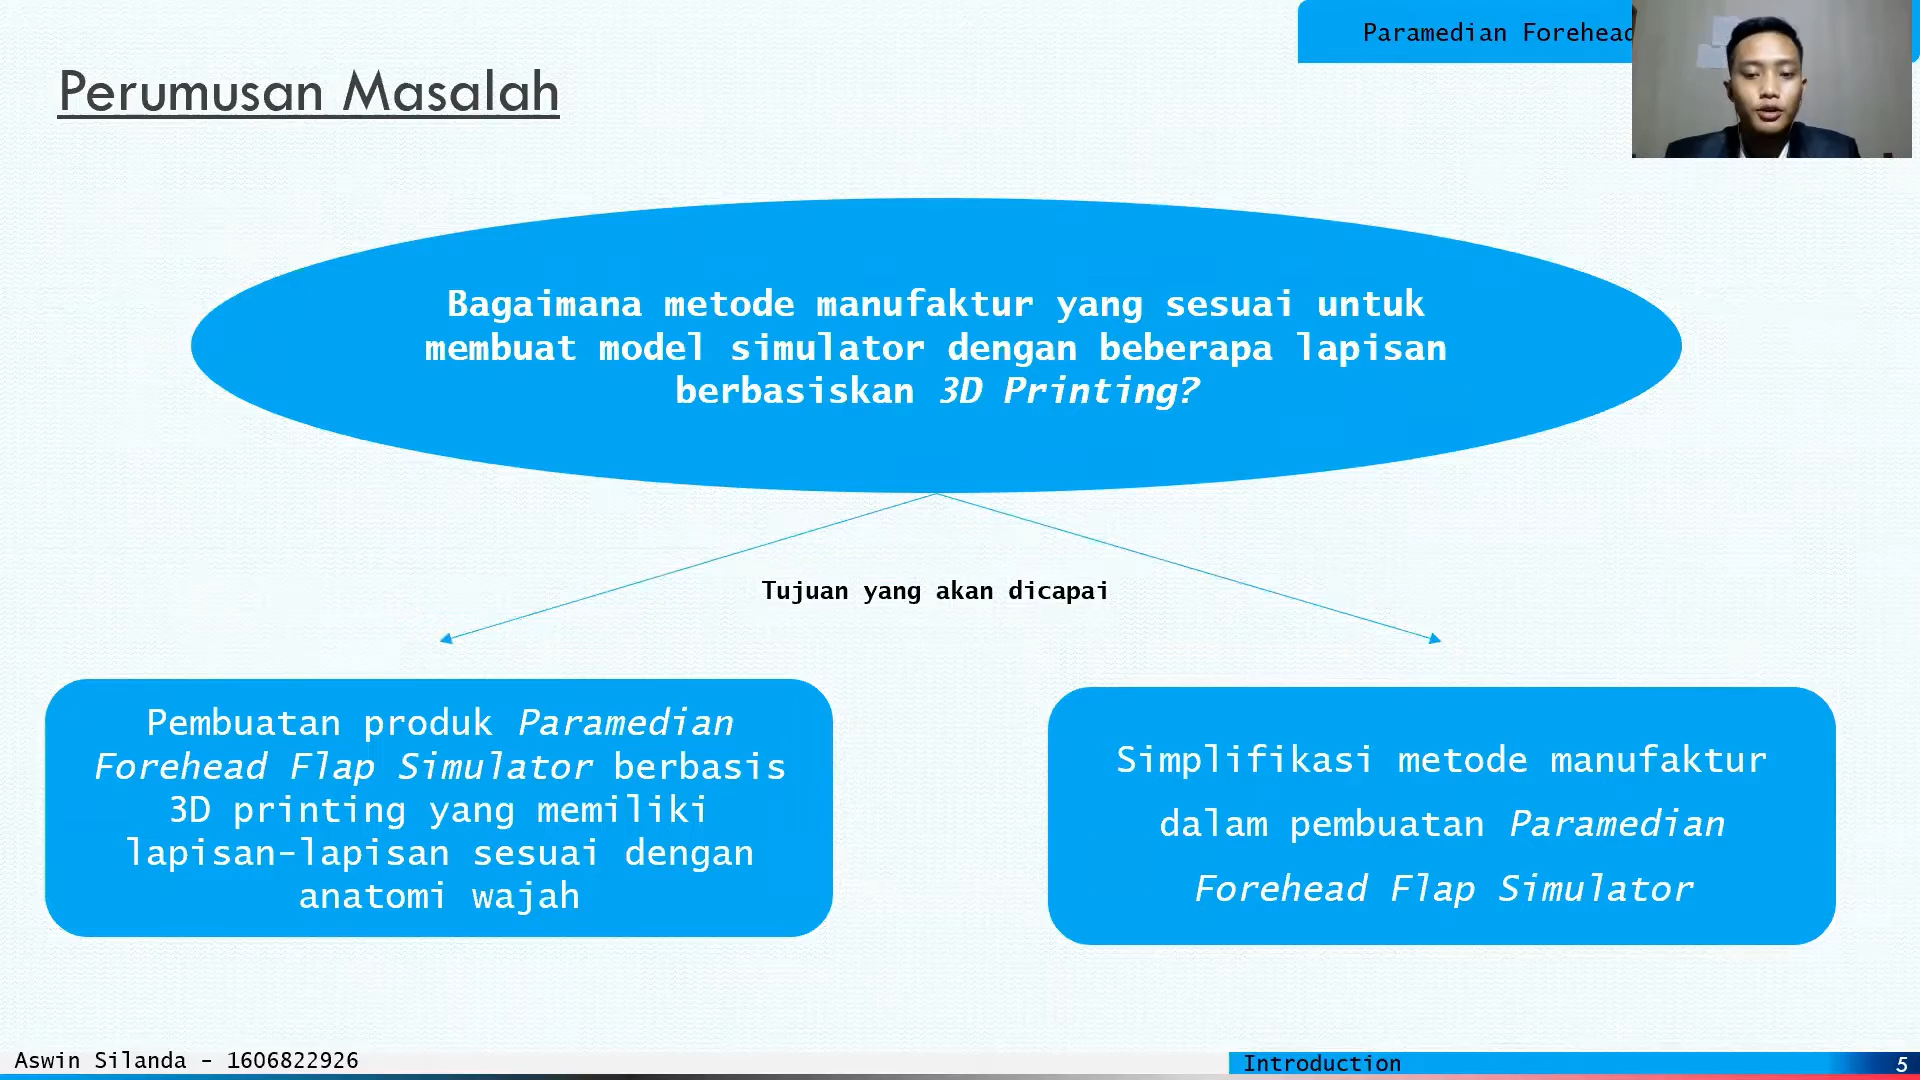 Paramedian Forehead
Perumusan Masalah
Bagaimana metode manufaktur yang sesuai untuk
membuat model simulator dengan beberapa lapisan
berbasiskan 3D Printing?
Tujuan yang akan dicapai
Pembuatan produk Paramedian
Forehead Flap Simulator berbasis
3D printing yang memiliki
lapisan-lapisan sesuai dengan
anatomi wajah
Simplifikasi metode manufaktur
dalam pembuatan Paramedian
Forehead Flap Simulator
Aswin Silanda - 1606822926
Introduction
5